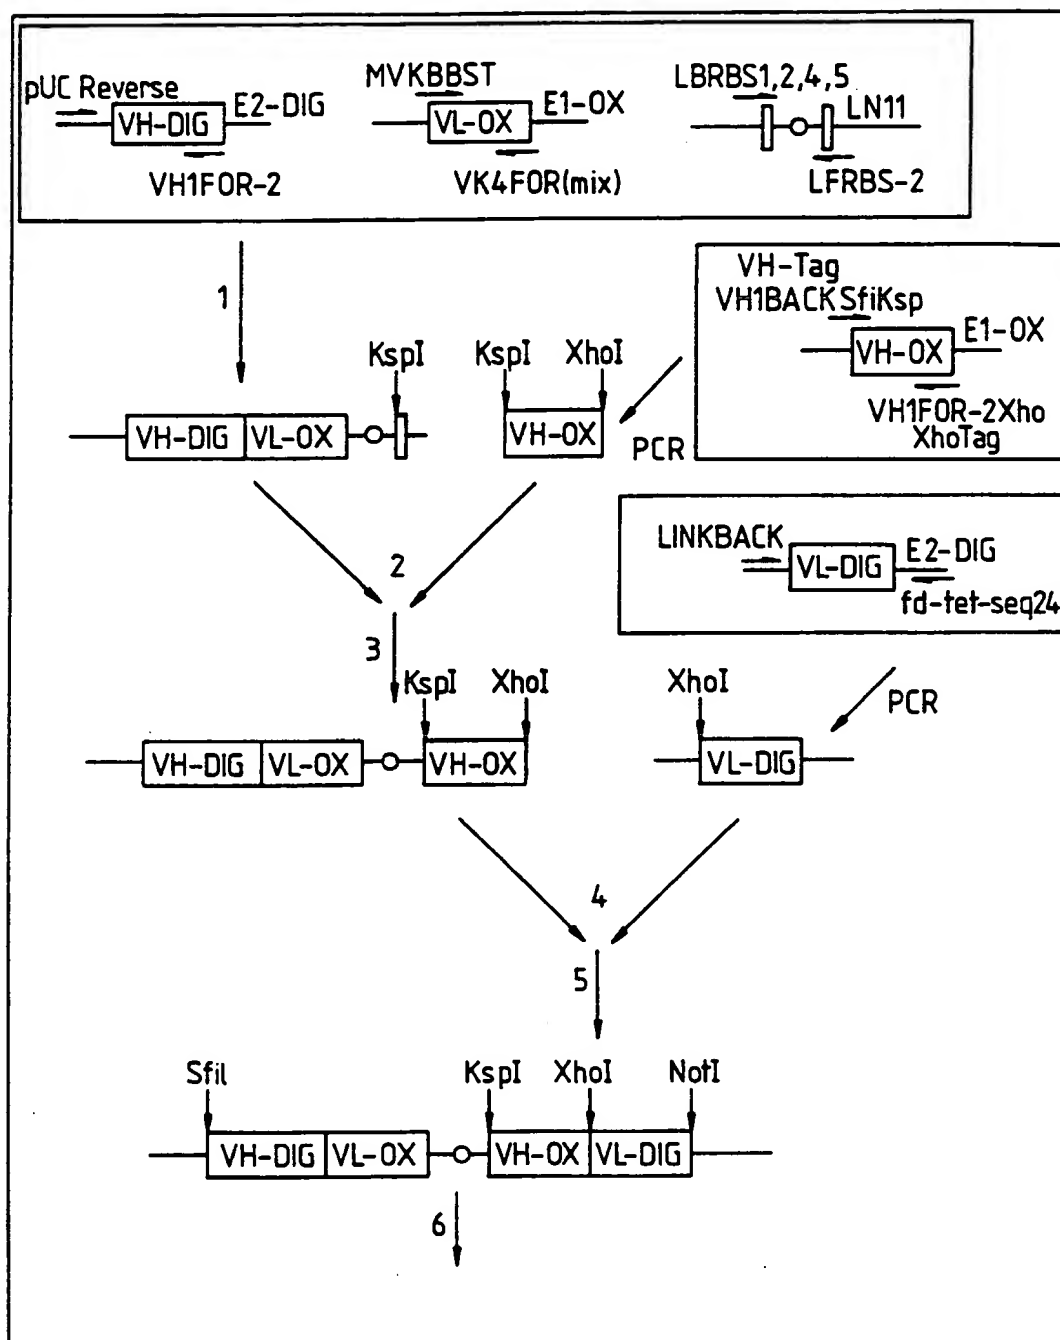 pUC Reverse
VH-DIG
E2-DIG
VH1FOR-2
MVKBBST
VL-OX
E1-OX
VK4FOR(mix)
LBRBS1,2,4,5
LN11
LFRBS-2
1
VH-Tag
VH1BACKSfiKsp
VH-OX
E1-OX
VH1FOR-2Xho
XhoTag
KspI
KspI XhoI
VH-DIG VL-OX
VH-OX
PCR
2
LINKBACK
VL-DIG
E2-DIG
fd-tet-seq24
3
KspI XhoI
XhoI
PCR
VH-DIG VL-OX VH-OX
VL-DIG
4
5
SfiI KspI XhoI NotI
VH-DIG VL-OX VH-OX VL-DIG
6